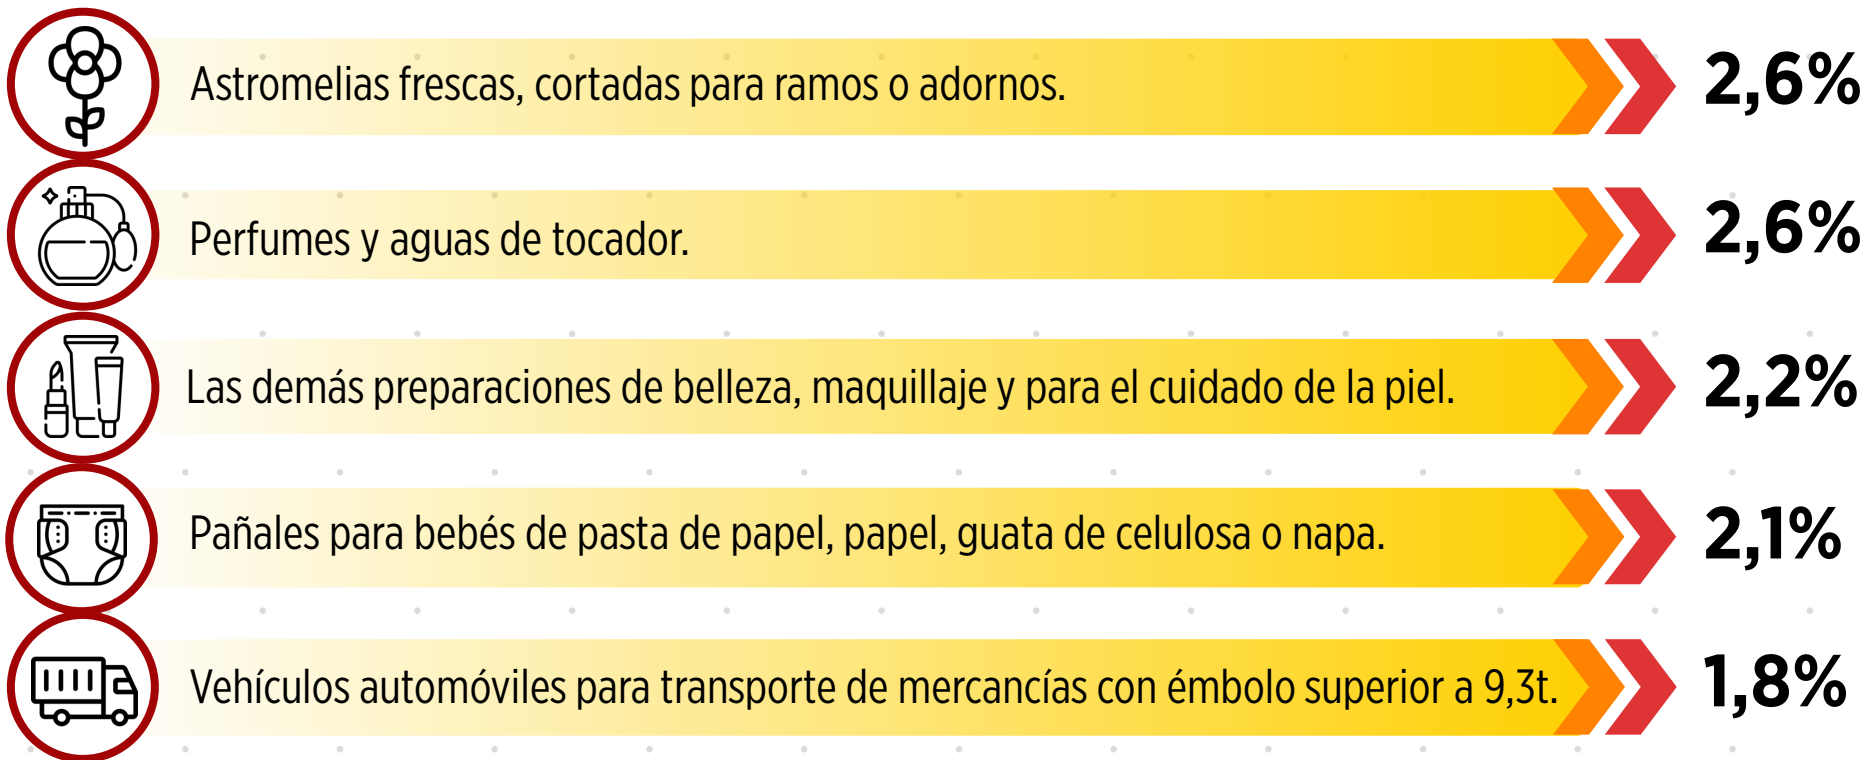 Astromelias frescas, cortadas para ramos o adornos. 2,6%
Perfumes y aguas de tocador. 2,6%
Las demás preparaciones de belleza, maquillaje y para el cuidado de la piel. 2,2%
Pañales para bebés de pasta de papel, papel, guata de celulosa o napa. 2,1%
Vehículos automóviles para transporte de mercancías con émbolo superior a 9,3t. 1,8%